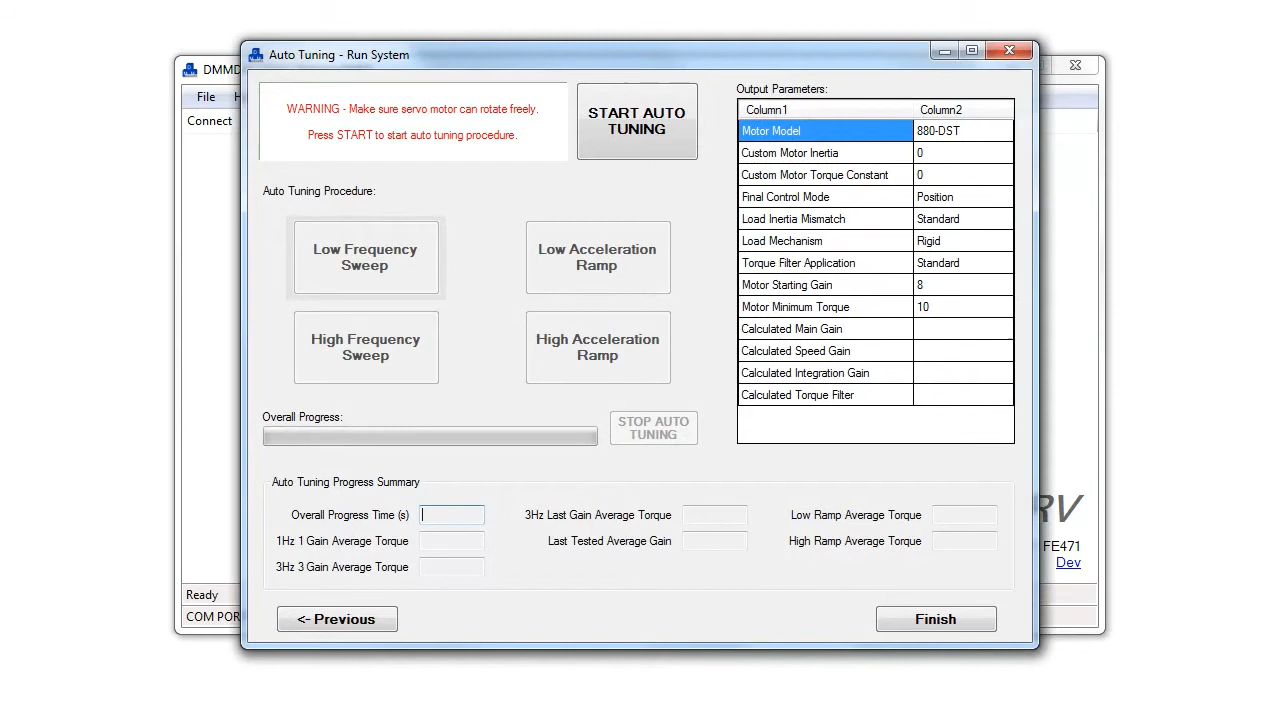 Auto Tuning - Run System
DMMD
File H
Connect
WARNING - Make sure servo motor can rotate freely.
Press START to start auto tuning procedure.
START AUTO
TUNING
Auto Tuning Procedure:
Low Frequency
Sweep
Low Acceleration
Ramp
High Frequency
Sweep
High Acceleration
Ramp
Overall Progress:
STOP AUTO
TUNING
Output Parameters:
Column1 Column2
Motor Model 880-DST
Custom Motor Inertia 0
Custom Motor Torque Constant 0
Final Control Mode Position
Load Inertia Mismatch Standard
Load Mechanism Rigid
Torque Filter Application Standard
Motor Starting Gain 8
Motor Minimum Torque 10
Calculated Main Gain
Calculated Speed Gain
Calculated Integration Gain
Calculated Torque Filter
Auto Tuning Progress Summary
Overall Progress Time (s) 3Hz Last Gain Average Torque Low Ramp Average Torque
1Hz 1 Gain Average Torque Last Tested Average Gain High Ramp Average Torque
3Hz 3 Gain Average Torque
<- Previous Finish
RV
FE471
Dev
Ready
COM POR